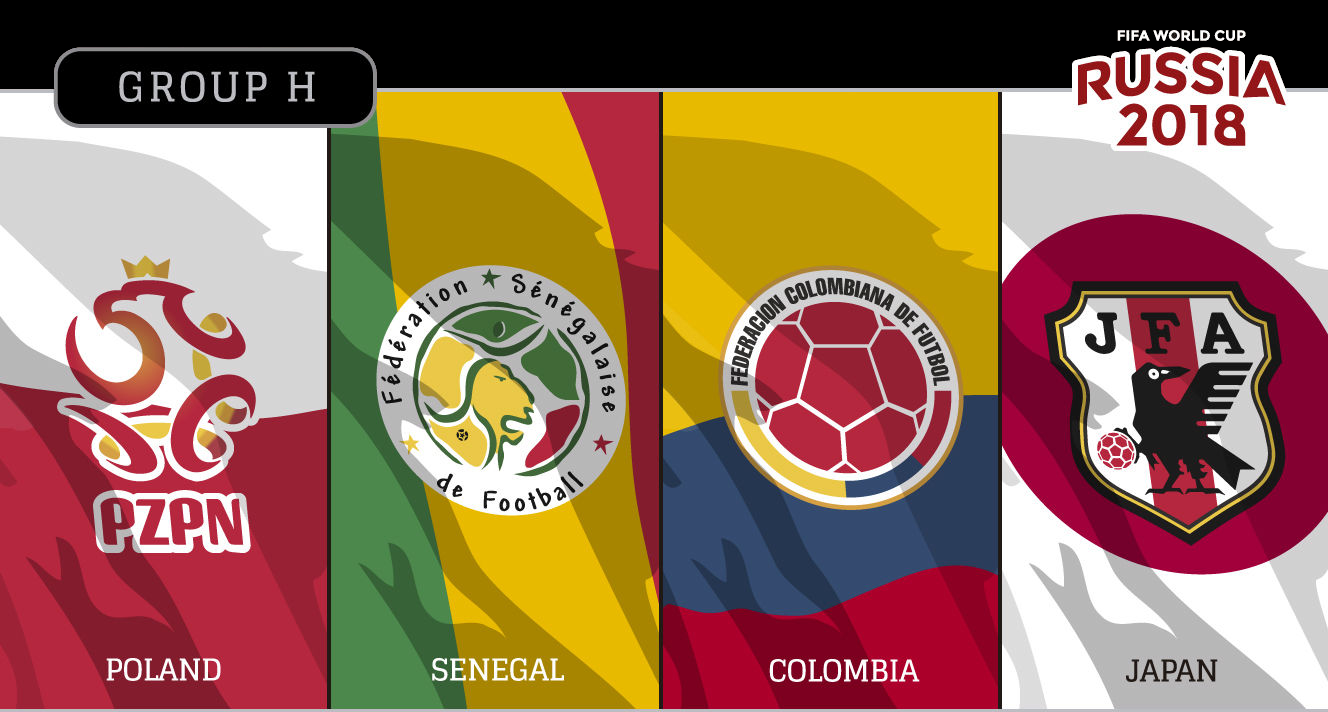 GROUP H
FIFA WORLD CUP
RUSSIA
2018
PZPN
Fédération Sénégalaise
de Football
FEDERACION COLOMBIANA DE FUTBOL
JFA
POLAND
SENEGAL
COLOMBIA
JAPAN